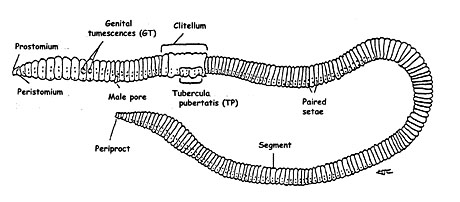 Clitellum
Genital
tumescences (GT)
Prostomium
Peristomium
Male pore
Tubercula
pubertatis (TP)
Paired
setae
Periproct
Segment